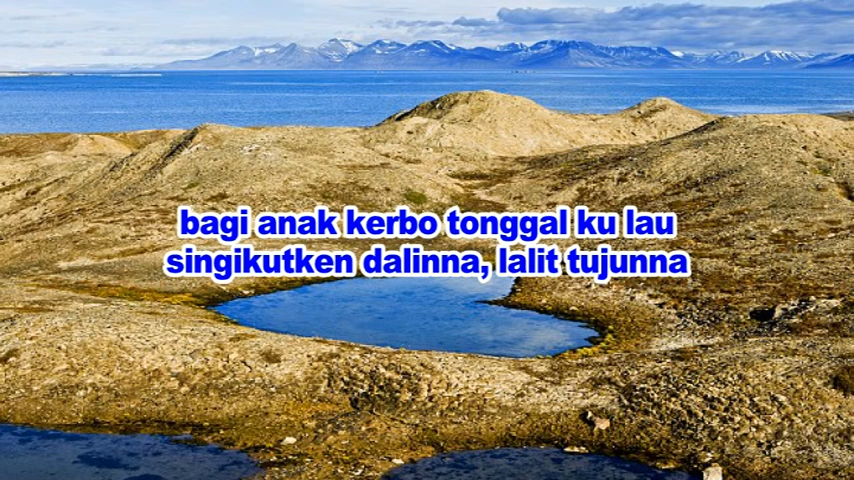 bagi anak kerbo tonggal ku lau
singikutken dalinna, lalit tujunna